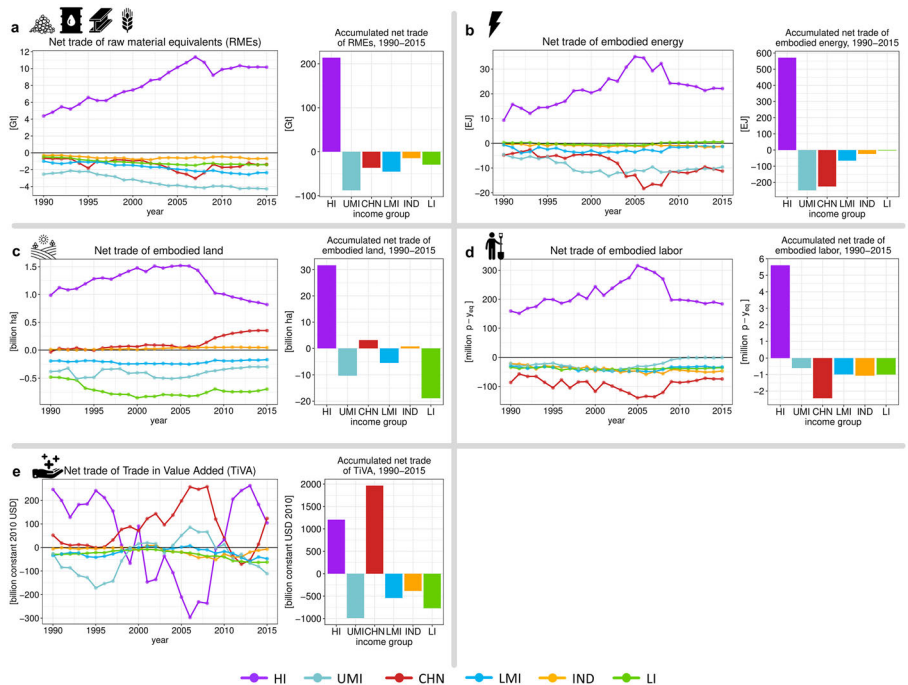 a
Net trade of raw material equivalents (RMEs)
[Gt]
12
10
8
6
4
2
0
−2
−4
1990 1995 2000 2005 2010 2015
year
Accumulated net trade
of RMEs, 1990−2015
[Gt]
200
100
0
−100
HI UMI CHN LMI IND LI
income group
b
Net trade of embodied energy
[EJ]
30
20
10
0
−10
−20
1990 1995 2000 2005 2010 2015
year
Accumulated net trade of
embodied energy, 1990−2015
[EJ]
600
500
400
300
200
100
0
−100
−200
HI UMI CHN LMI IND LI
income group
c
Net trade of embodied land
[billion ha]
1.5
1.0
0.5
0.0
−0.5
1990 1995 2000 2005 2010 2015
year
Accumulated net trade of
embodied land, 1990−2015
[billion ha]
30
20
10
0
−10
−20
HI UMI CHN LMI IND LI
income group
d
Net trade of embodied labor
[million p−yeq]
300
200
100
0
−100
1990 1995 2000 2005 2010 2015
year
Accumulated net trade of
embodied labor, 1990−2015
[million p−yeq]
6
5
4
3
2
1
0
−1
−2
HI UMI CHN LMI IND LI
income group
e
Net trade of Trade in Value Added (TiVA)
[billion constant 2010 USD]
200
100
0
−100
−200
−300
1990 1995 2000 2005 2010 2015
year
Accumulated net trade
of TiVA, 1990−2015
[billion constant USD 2010]
2000
1500
1000
500
0
−500
−1000
HI UMI CHN LMI IND LI
income group
HI UMI CHN LMI IND LI